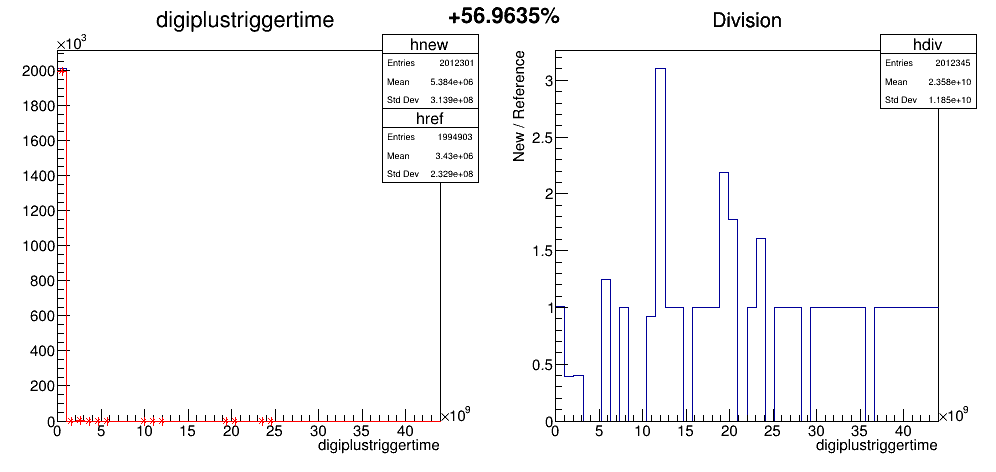 digiplustriggertime
+56.9635%
Division
×10³
hnew
Entries 2012301
Mean 5.384e+06
Std Dev 3.139e+08
href
Entries 1994903
Mean 3.43e+06
Std Dev 2.329e+08
2000
1800
1600
1400
1200
1000
800
600
400
200
0
0 5 10 15 20 25 30 35 40
×10⁹
digiplustriggertime
hdiv
Entries 2012345
Mean 2.358e+10
Std Dev 1.185e+10
New / Reference
3
2.5
2
1.5
1
0.5
0
0 5 10 15 20 25 30 35 40
×10⁹
digiplustriggertime